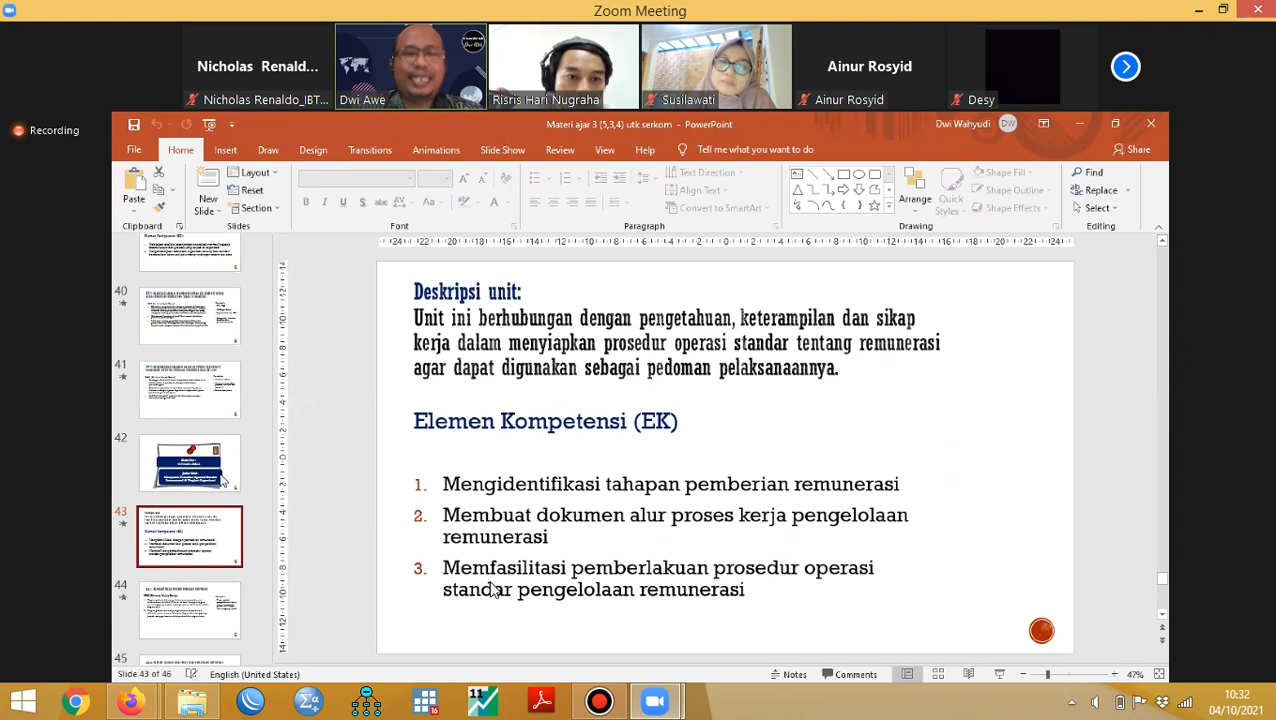 Zoom Meeting
Nicholas Renaldo...
Ainur Rosyid
Nicholas Renaldo_IBT...
Dwi Awe
Risris Hari Nugraha
Susilawati
Ainur Rosyid
Desy
Recording
Materi ajar 3 (5,3,4) utk serkom - PowerPoint
Dwi Wahyudi
DW
File
Home
Insert
Draw
Design
Transitions
Animations
Slide Show
Review
View
Help
Tell me what you want to do
Share
Paste
New
Slide
Layout
Reset
Section
Text Direction
Align Text
Convert to SmartArt
Arrange
Quick
Styles
Shape Fill
Shape Outline
Shape Effects
Find
Replace
Select
Clipboard
Slides
Font
Paragraph
Drawing
Editing
40
41
42
43
44
45
Deskripsi unit:
Unit ini berhubungan dengan pengetahuan, keterampilan dan sikap
kerja dalam menyiapkan prosedur operasi standar tentang remunerasi
agar dapat digunakan sebagai pedoman pelaksanaannya.
Elemen Kompetensi (EK)
1. Mengidentifikasi tahapan pemberian remunerasi
2. Membuat dokumen alur proses kerja pengelolaan
remunerasi
3. Memfasilitasi pemberlakuan prosedur operasi
standar pengelolaan remunerasi
Slide 43 of 46
English (United States)
Notes
Comments
47%
10:32
04/10/2021